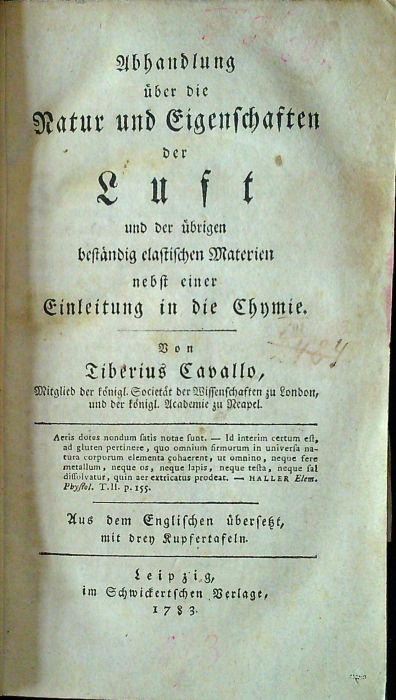 Abhandlung
über die
Natur und Eigenschaften
der
Luft
und der übrigen
beständig elastischen Materien
nebst einer
Einleitung in die Chymie.
Von
Tiberius Cavallo,
Mitglied der königl. Societät der Wissenschaften zu London,
und der königl. Academie zu Neapel.
Aeris dotes nondum satis notae sunt. — Id interim certum est,
ad gluten pertinere, quo omnium firmorum in universa na-
tura corporum elementa cohaerent; ut omnino, neque fere
metallum, neque os, neque lapis, neque testa, neque sal
dissolvatur, quin aer extricatus prodeat. — HALLER Elem.
Physiol. T. II. p. 155.
Aus dem Englischen übersetzt,
mit drey Kupfertafeln.
Leipzig,
im Schwickertschen Verlage,
1783.